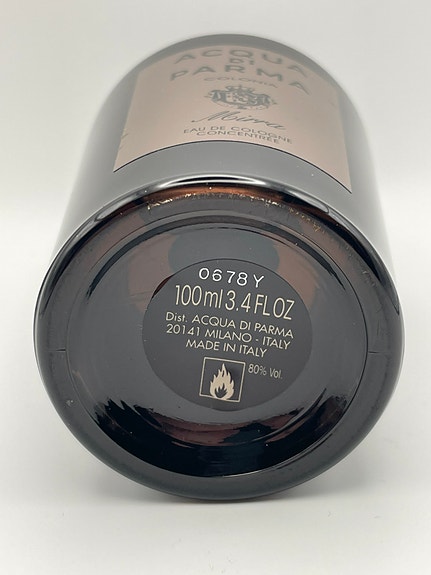 ACQUA
DI
PARMA
COLONIA
Mirra
EAU DE COLOGNE
CONCENTRÉE
0678Y
100ml 3.4 FL OZ
Dist. ACQUA DI PARMA
20141 MILANO - ITALY
MADE IN ITALY
80% Vol.